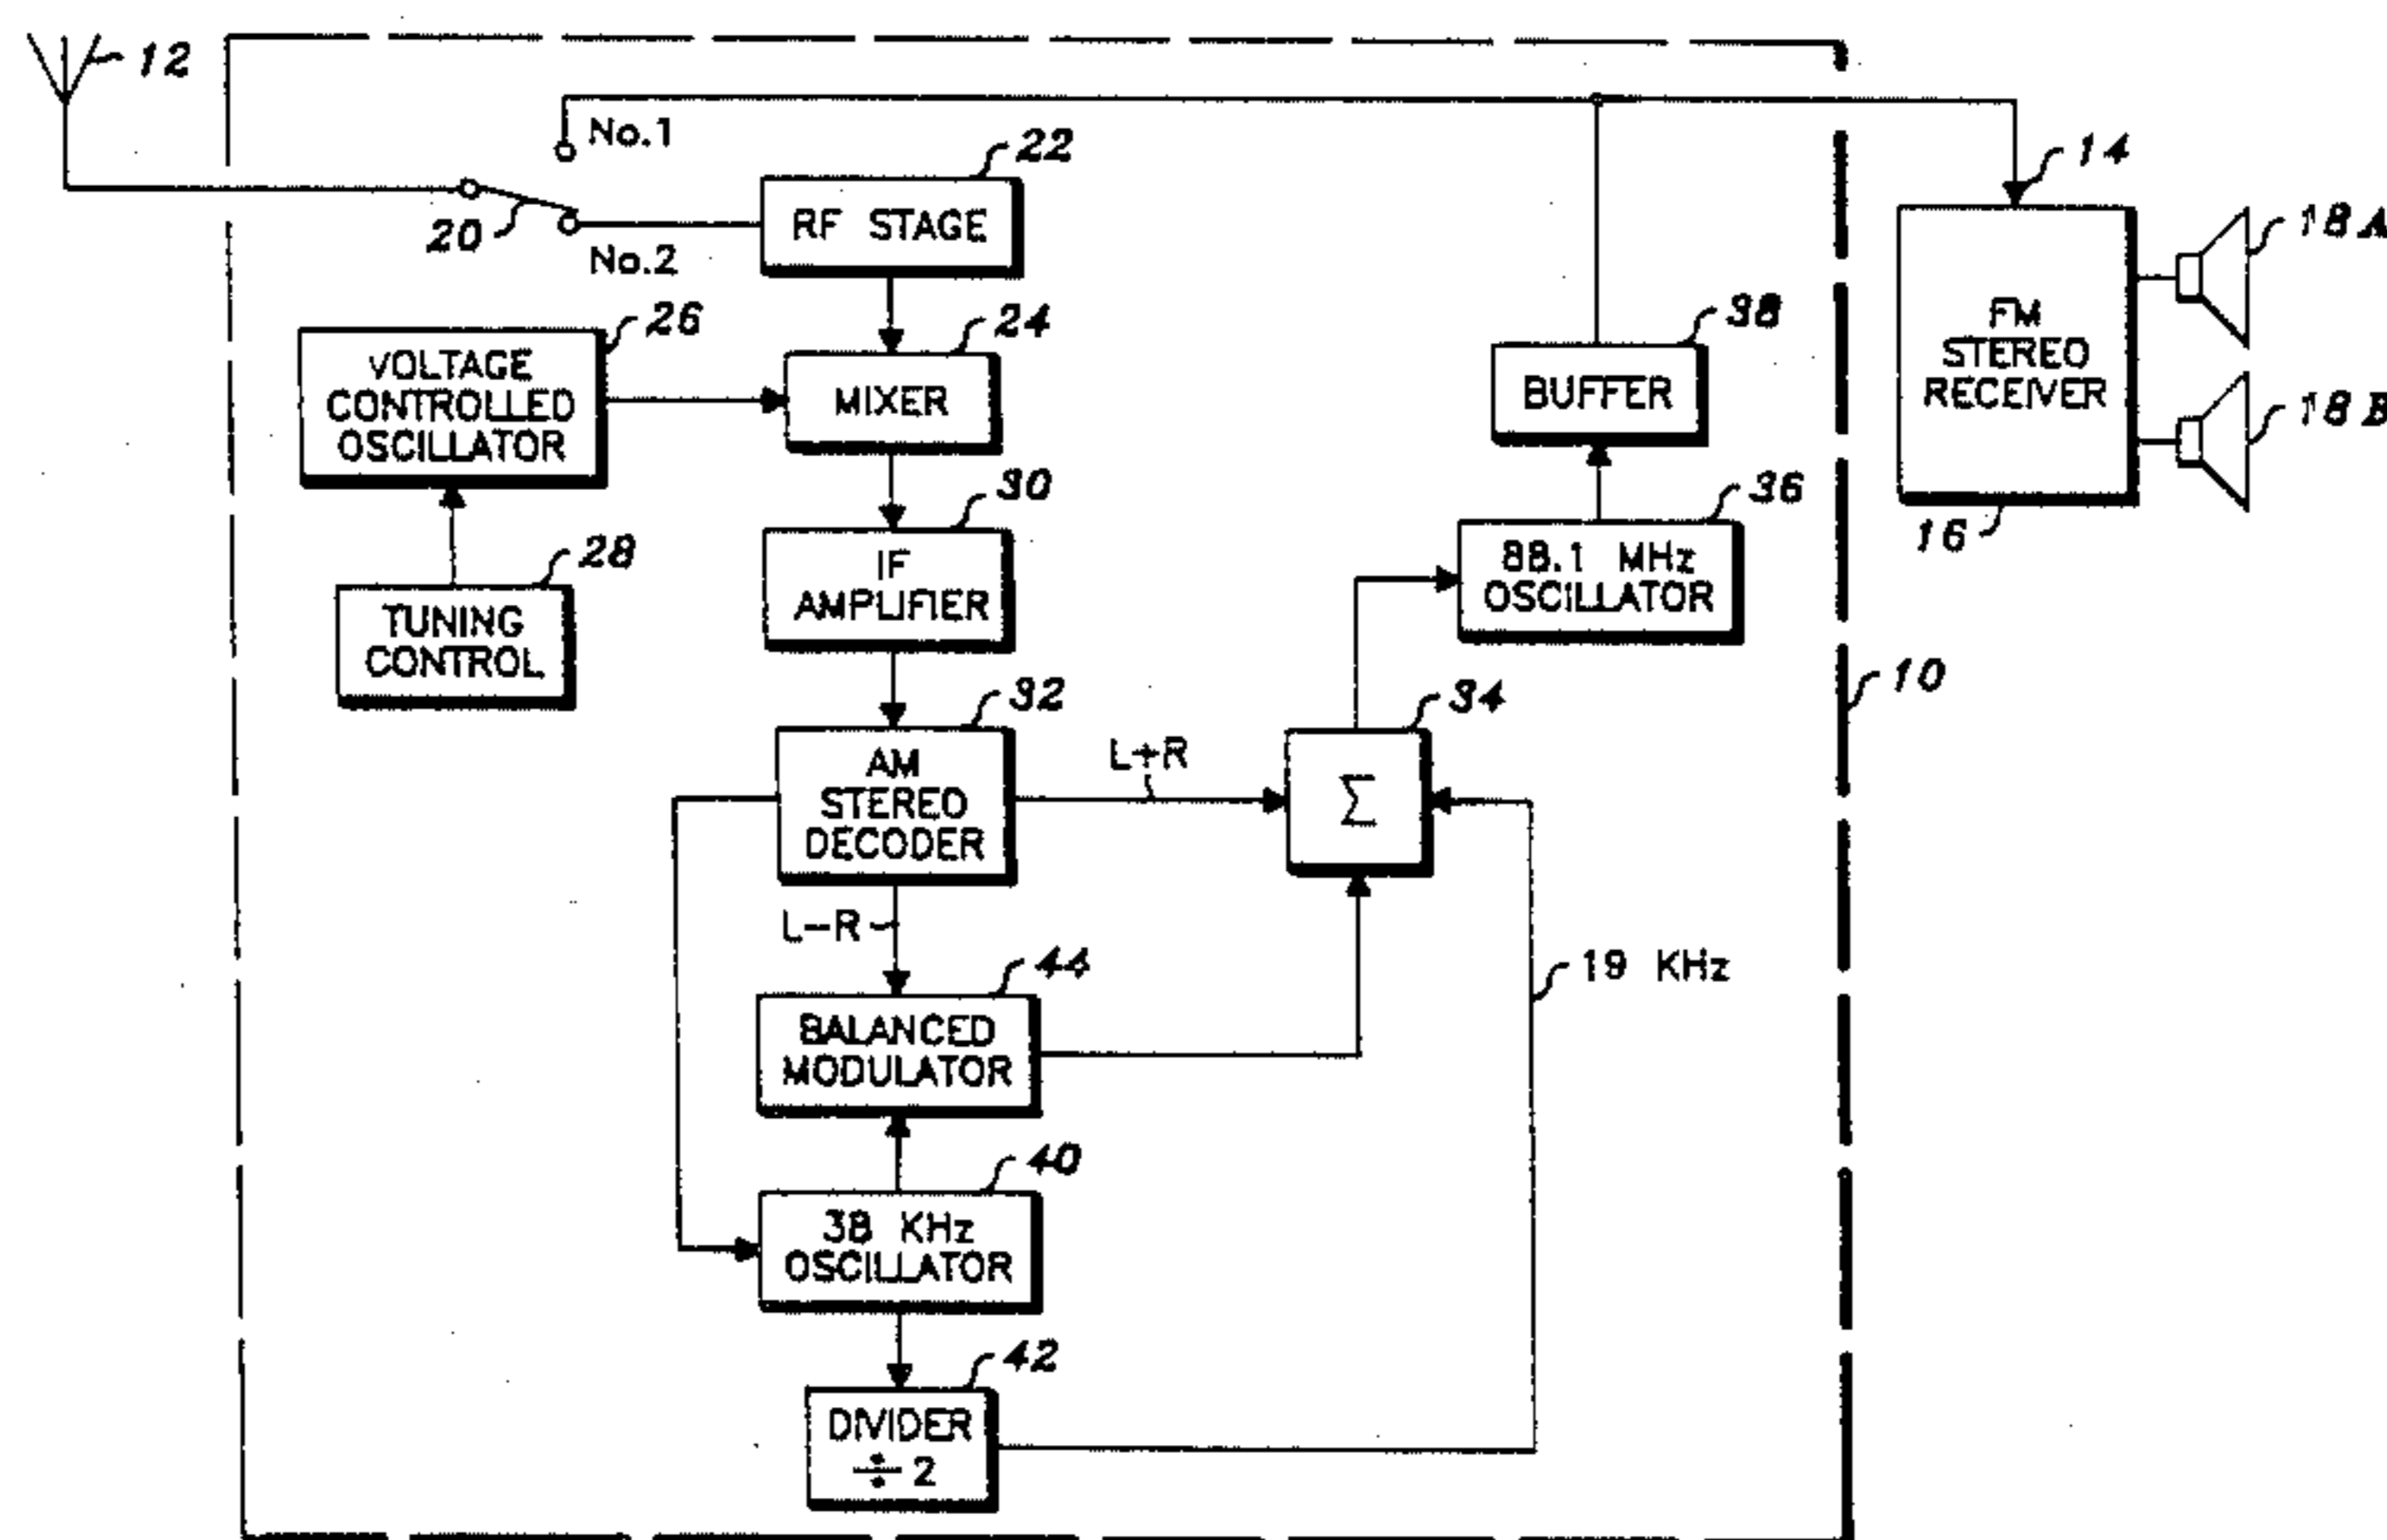 12
No.1
22
14
RF STAGE
20
No.2
18A
26
24
38
FM
STEREO
RECEIVER
VOLTAGE
CONTROLLED
OSCILLATOR
MIXER
BUFFER
18B
30
36
16
28
IF
AMPLIFIER
88.1 MHz
OSCILLATOR
TUNING
CONTROL
32
34
10
L+R
AM
STEREO
DECODER
Σ
L-R
44
19 KHz
BALANCED
MODULATOR
40
38 KHz
OSCILLATOR
42
DIVIDER
÷2